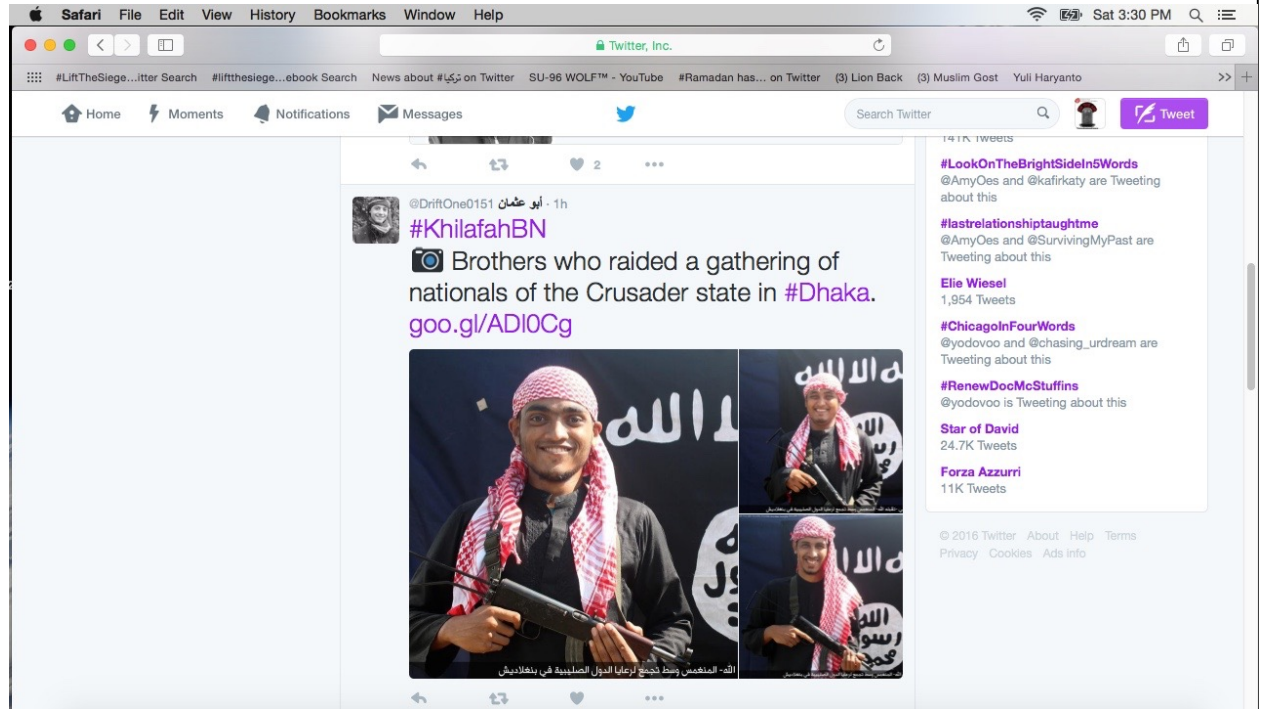 Safari File Edit View History Bookmarks Window Help Sat 3:30 PM
Twitter, Inc.
#LiftTheSiege...itter Search #liftthesiege...ebook Search News about #تركيا on Twitter SU-96 WOLF™ - YouTube #Ramadan has... on Twitter (3) Lion Back (3) Muslim Gost Yuli Haryanto >> +
Home Moments Notifications Messages Search Twitter Tweet
2
@DriftOne0151 أبو عثمان · 1h
#KhilafahBN
Brothers who raided a gathering of
nationals of the Crusader state in #Dhaka.
goo.gl/ADl0Cg
الله- المنغمس وسط تجمع لرعايا الدول الصليبية في بنغلاديش
141K Tweets
#LookOnTheBrightSideIn5Words
@AmyOes and @kafirkaty are Tweeting
about this
#lastrelationshiptaughtme
@AmyOes and @SurvivingMyPast are
Tweeting about this
Elie Wiesel
1,954 Tweets
#ChicagoInFourWords
@yodovoo and @chasing_urdream are
Tweeting about this
#RenewDocMcStuffins
@yodovoo is Tweeting about this
Star of David
24.7K Tweets
Forza Azzurri
11K Tweets
© 2016 Twitter About Help Terms
Privacy Cookies Ads info